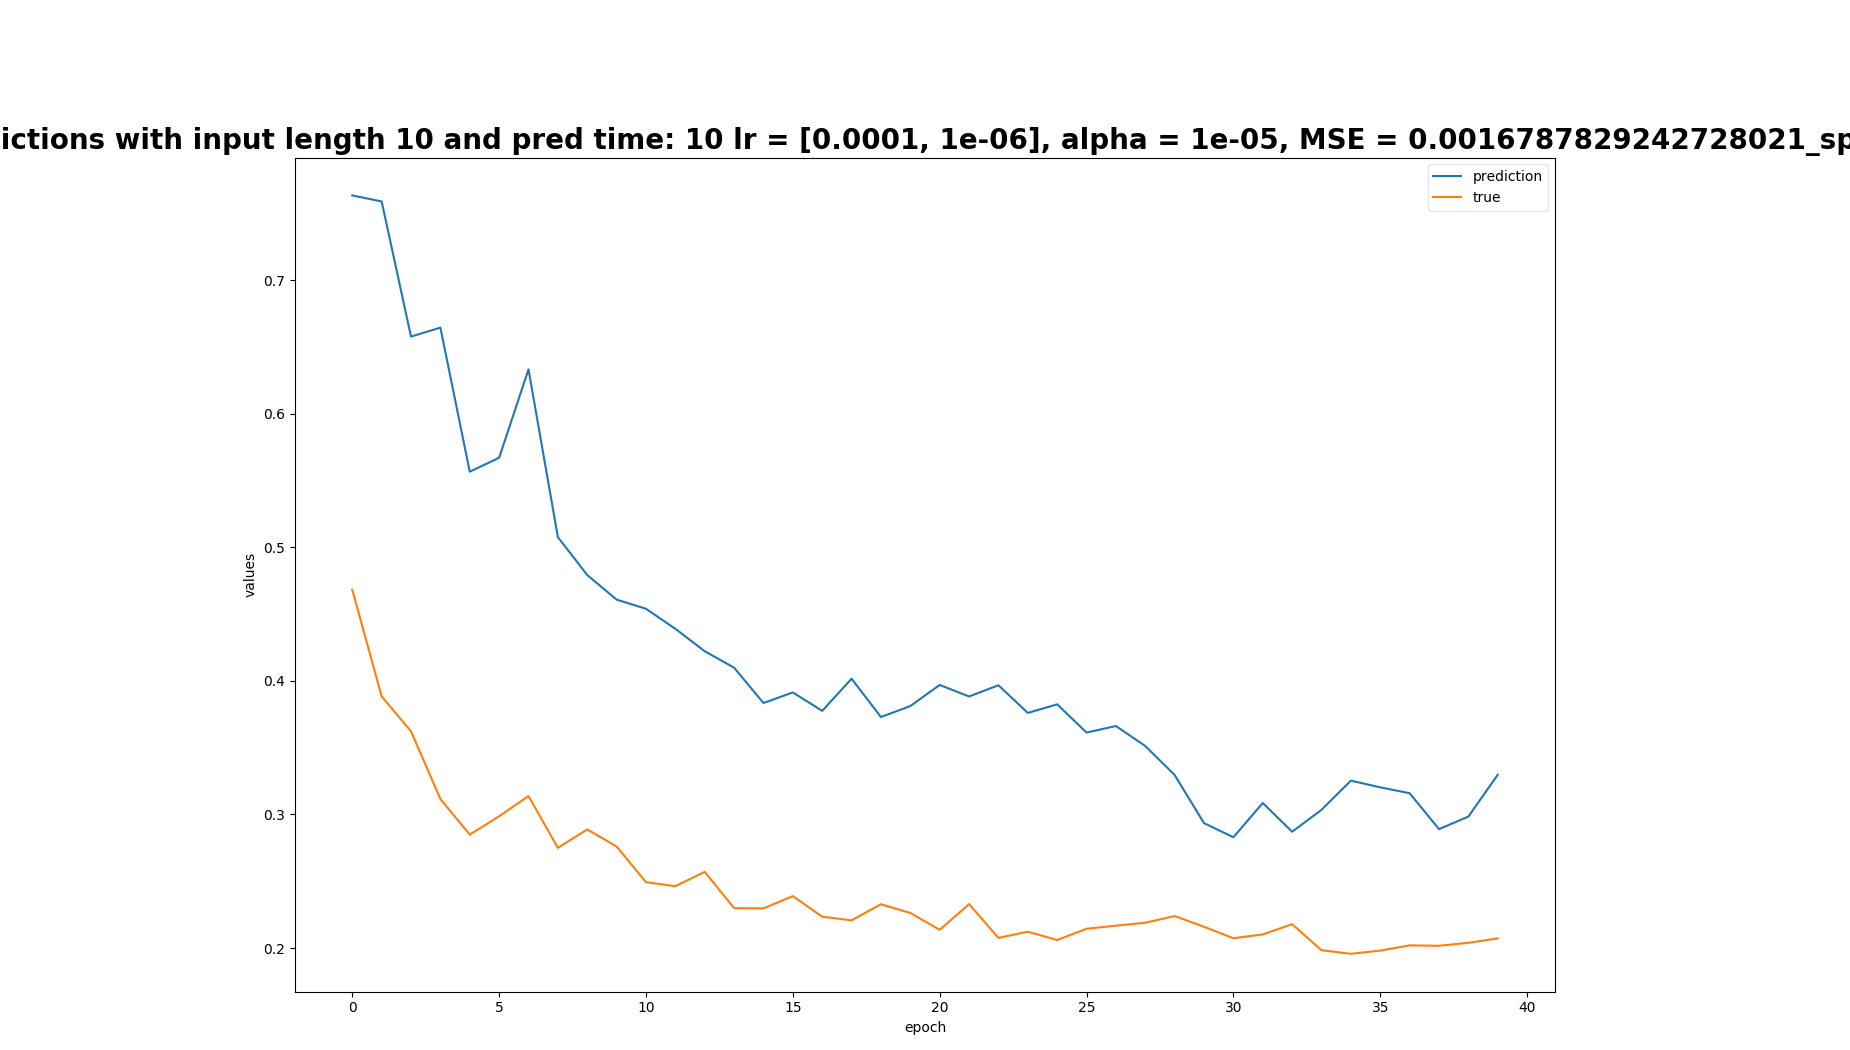 ictions with input length 10 and pred time: 10 lr = [0.0001, 1e-06], alpha = 1e-05, MSE = 0.0016787829242728021_sp
prediction
true
0.7
0.6
0.5
0.4
0.3
0.2
values
0 5 10 15 20 25 30 35 40
epoch